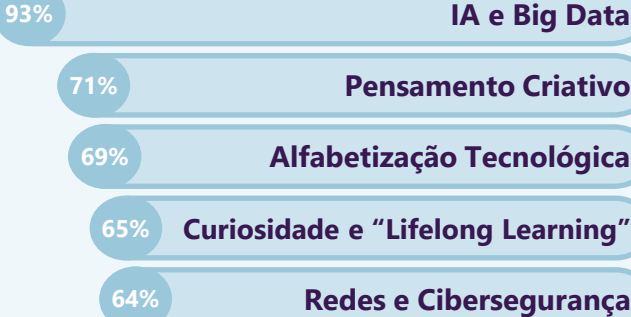 93% IA e Big Data
71% Pensamento Criativo
69% Alfabetização Tecnológica
65% Curiosidade e “Lifelong Learning”
64% Redes e Cibersegurança